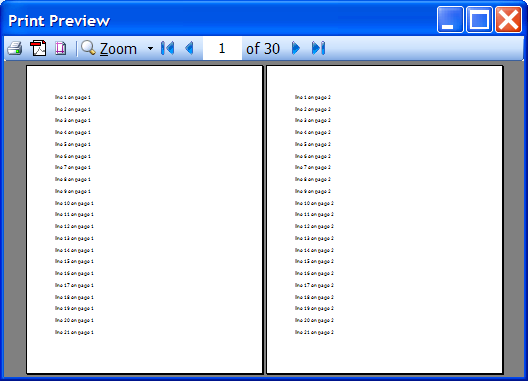 Print Preview
Zoom 1 of 30
line 1 on page 1
line 2 on page 1
line 3 on page 1
line 4 on page 1
line 5 on page 1
line 6 on page 1
line 7 on page 1
line 8 on page 1
line 9 on page 1
line 10 on page 1
line 11 on page 1
line 12 on page 1
line 13 on page 1
line 14 on page 1
line 15 on page 1
line 16 on page 1
line 17 on page 1
line 18 on page 1
line 19 on page 1
line 20 on page 1
line 21 on page 1
line 1 on page 2
line 2 on page 2
line 3 on page 2
line 4 on page 2
line 5 on page 2
line 6 on page 2
line 7 on page 2
line 8 on page 2
line 9 on page 2
line 10 on page 2
line 11 on page 2
line 12 on page 2
line 13 on page 2
line 14 on page 2
line 15 on page 2
line 16 on page 2
line 17 on page 2
line 18 on page 2
line 19 on page 2
line 20 on page 2
line 21 on page 2